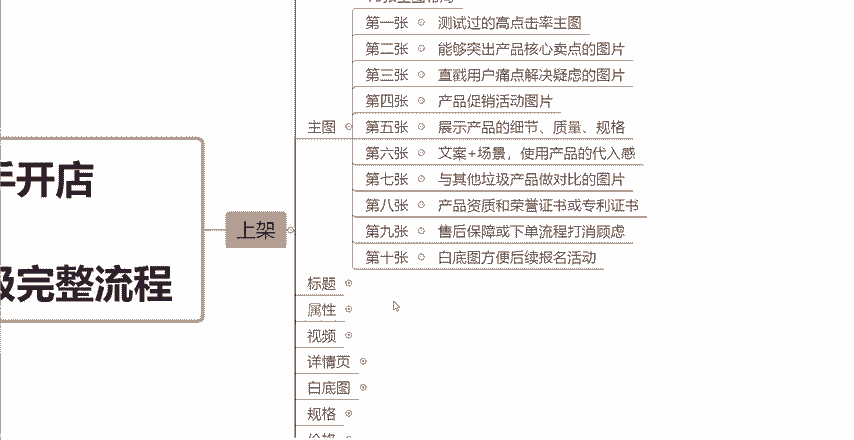 第一张 测试过的高点击率主图
第二张 能够突出产品核心卖点的图片
第三张 直戳用户痛点解决疑虑的图片
第四张 产品促销活动图片
主图
第五张 展示产品的细节、质量、规格
第六张 文案+场景，使用产品的代入感
第七张 与其他垃圾产品做对比的图片
第八张 产品资质和荣誉证书或专利证书
第九张 售后保障或下单流程打消顾虑
第十张 白底图方便后续报名活动
手开店
级完整流程
上架
标题
属性
视频
详情页
白底图
规格
价格